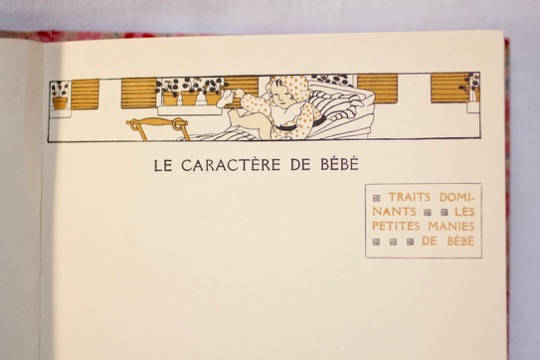 LE CARACTÈRE DE BÉBÉ
TRAITS DOMI-
NANTS LES
PETITES MANIES
DE BÉBÉ